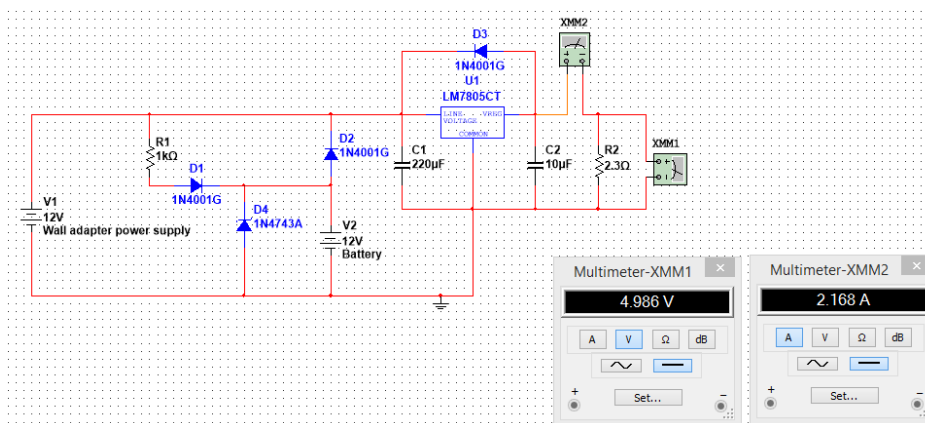 XMM2
D3
1N4001G
U1
LM7805CT
LINE VREG
VOLTAGE
COMMON
R1
1kΩ
D2
1N4001G
C1
220µF
C2
10µF
R2
2.3Ω
XMM1
D1
1N4001G
V1
12V
Wall adapter power supply
D4
1N4743A
V2
12V
Battery
Multimeter-XMM1
4.986 V
A V Ω dB
Set...
+ −
Multimeter-XMM2
2.168 A
A V Ω dB
Set...
+ −